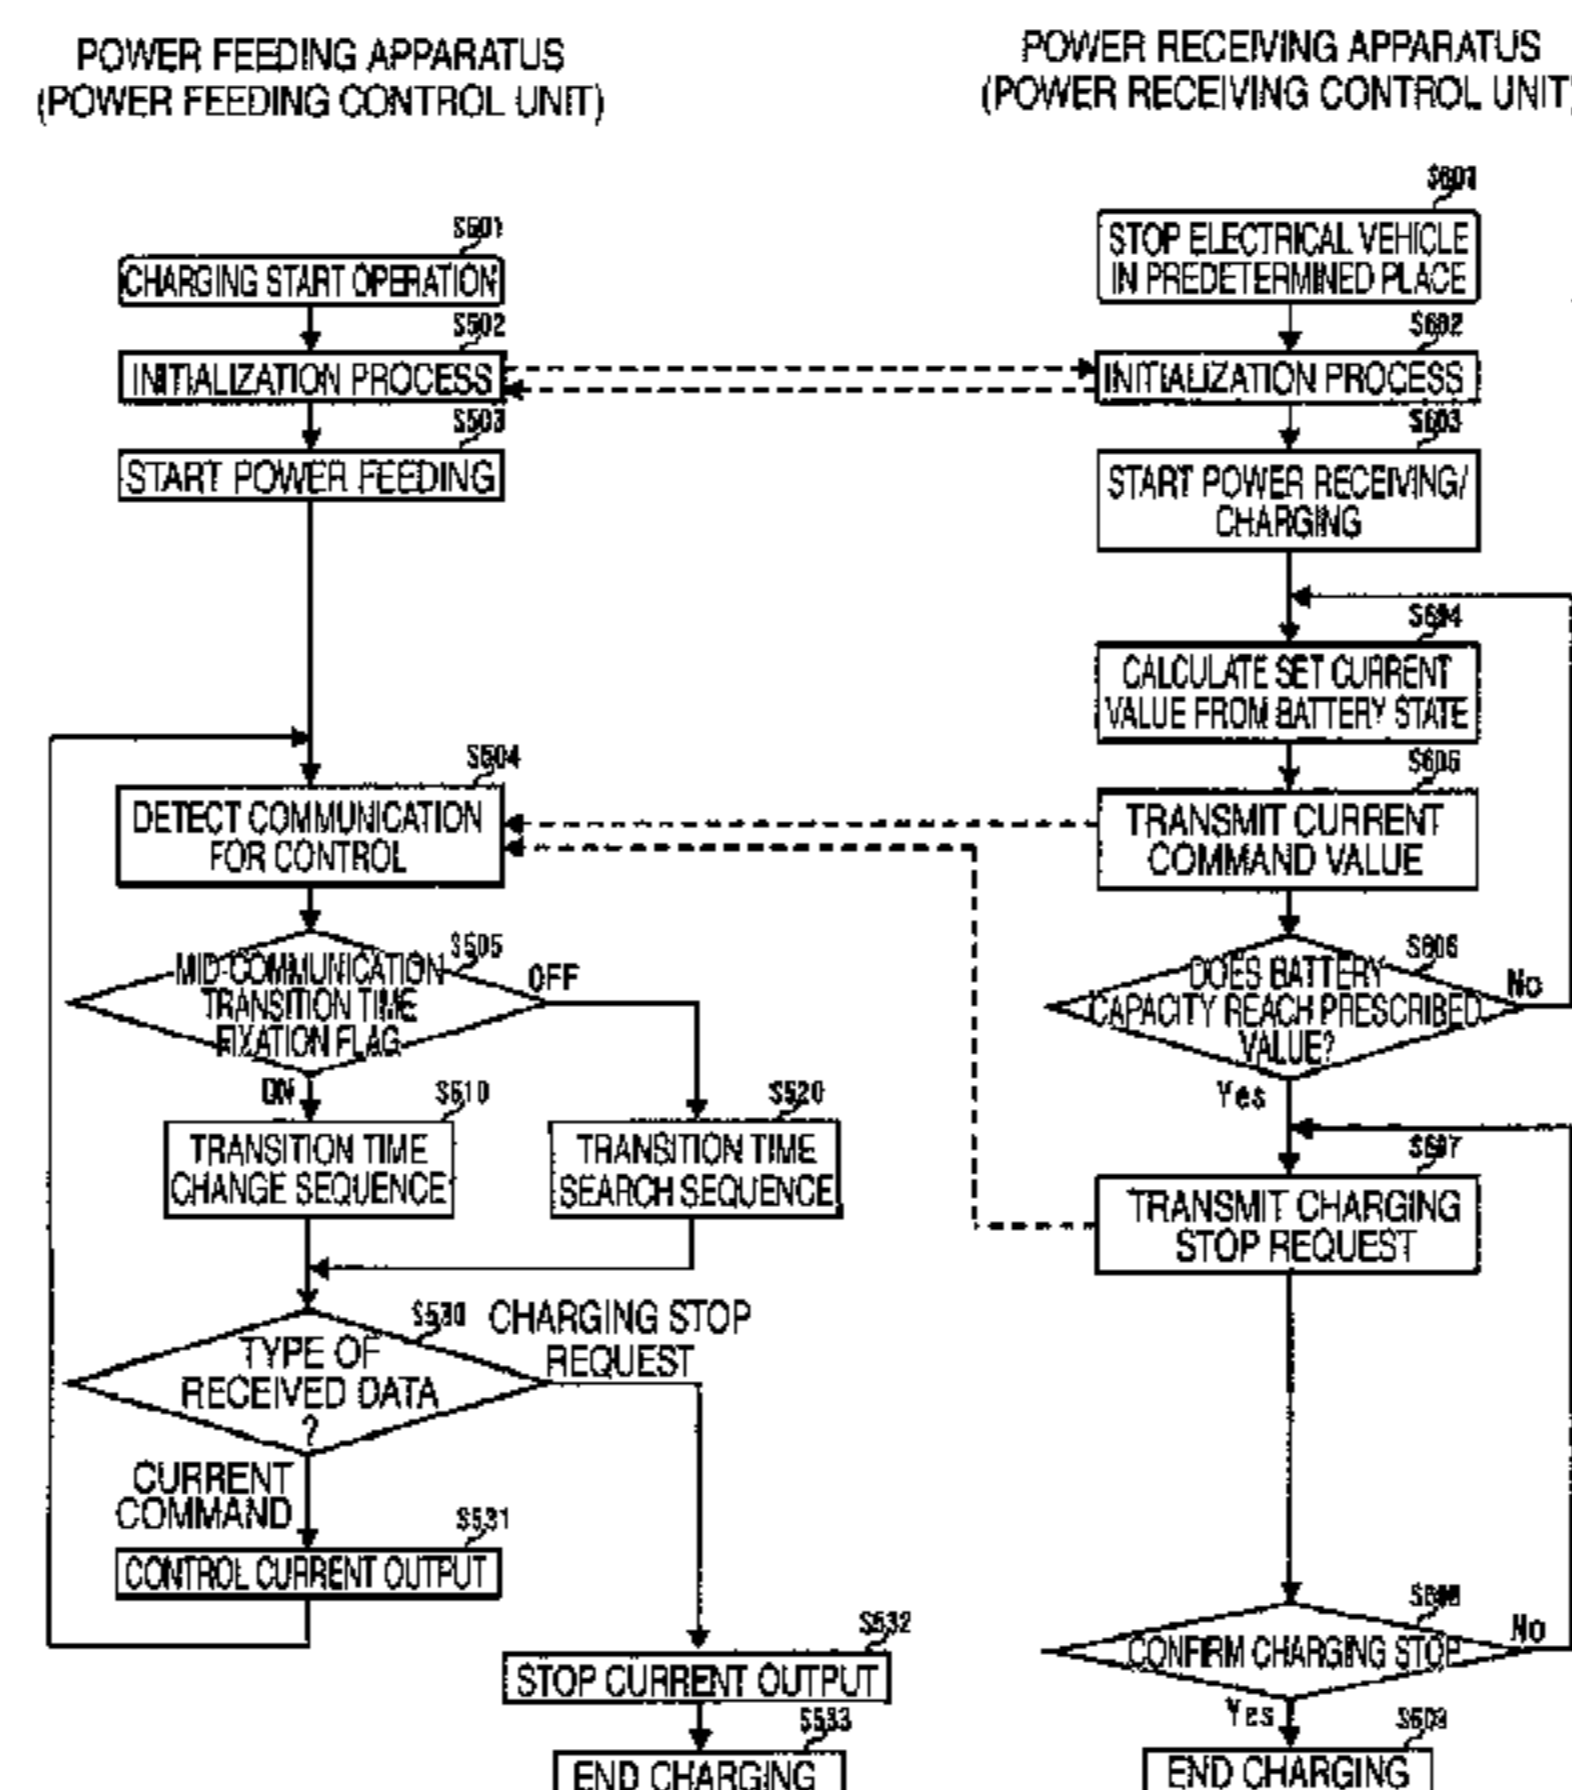 POWER FEEDING APPARATUS
(POWER FEEDING CONTROL UNIT)
S501
CHARGING START OPERATION
S502
INITIALIZATION PROCESS
S503
START POWER FEEDING
S504
DETECT COMMUNICATION
FOR CONTROL
S505
MID-COMMUNICATION
TRANSITION TIME
FIXATION FLAG
OFF
ON
S510
TRANSITION TIME
CHANGE SEQUENCE
S520
TRANSITION TIME
SEARCH SEQUENCE
S530
TYPE OF
RECEIVED DATA
?
CHARGING STOP
REQUEST
CURRENT
COMMAND
S531
CONTROL CURRENT OUTPUT
S532
STOP CURRENT OUTPUT
S533
END CHARGING
POWER RECEIVING APPARATUS
(POWER RECEIVING CONTROL UNIT)
S601
STOP ELECTRICAL VEHICLE
IN PREDETERMINED PLACE
S602
INITIALIZATION PROCESS
S603
START POWER RECEIVING/
CHARGING
S604
CALCULATE SET CURRENT
VALUE FROM BATTERY STATE
S605
TRANSMIT CURRENT
COMMAND VALUE
S606
DOES BATTERY
CAPACITY REACH PRESCRIBED
VALUE?
No
Yes
S607
TRANSMIT CHARGING
STOP REQUEST
S608
CONFIRM CHARGING STOP
No
Yes
S609
END CHARGING